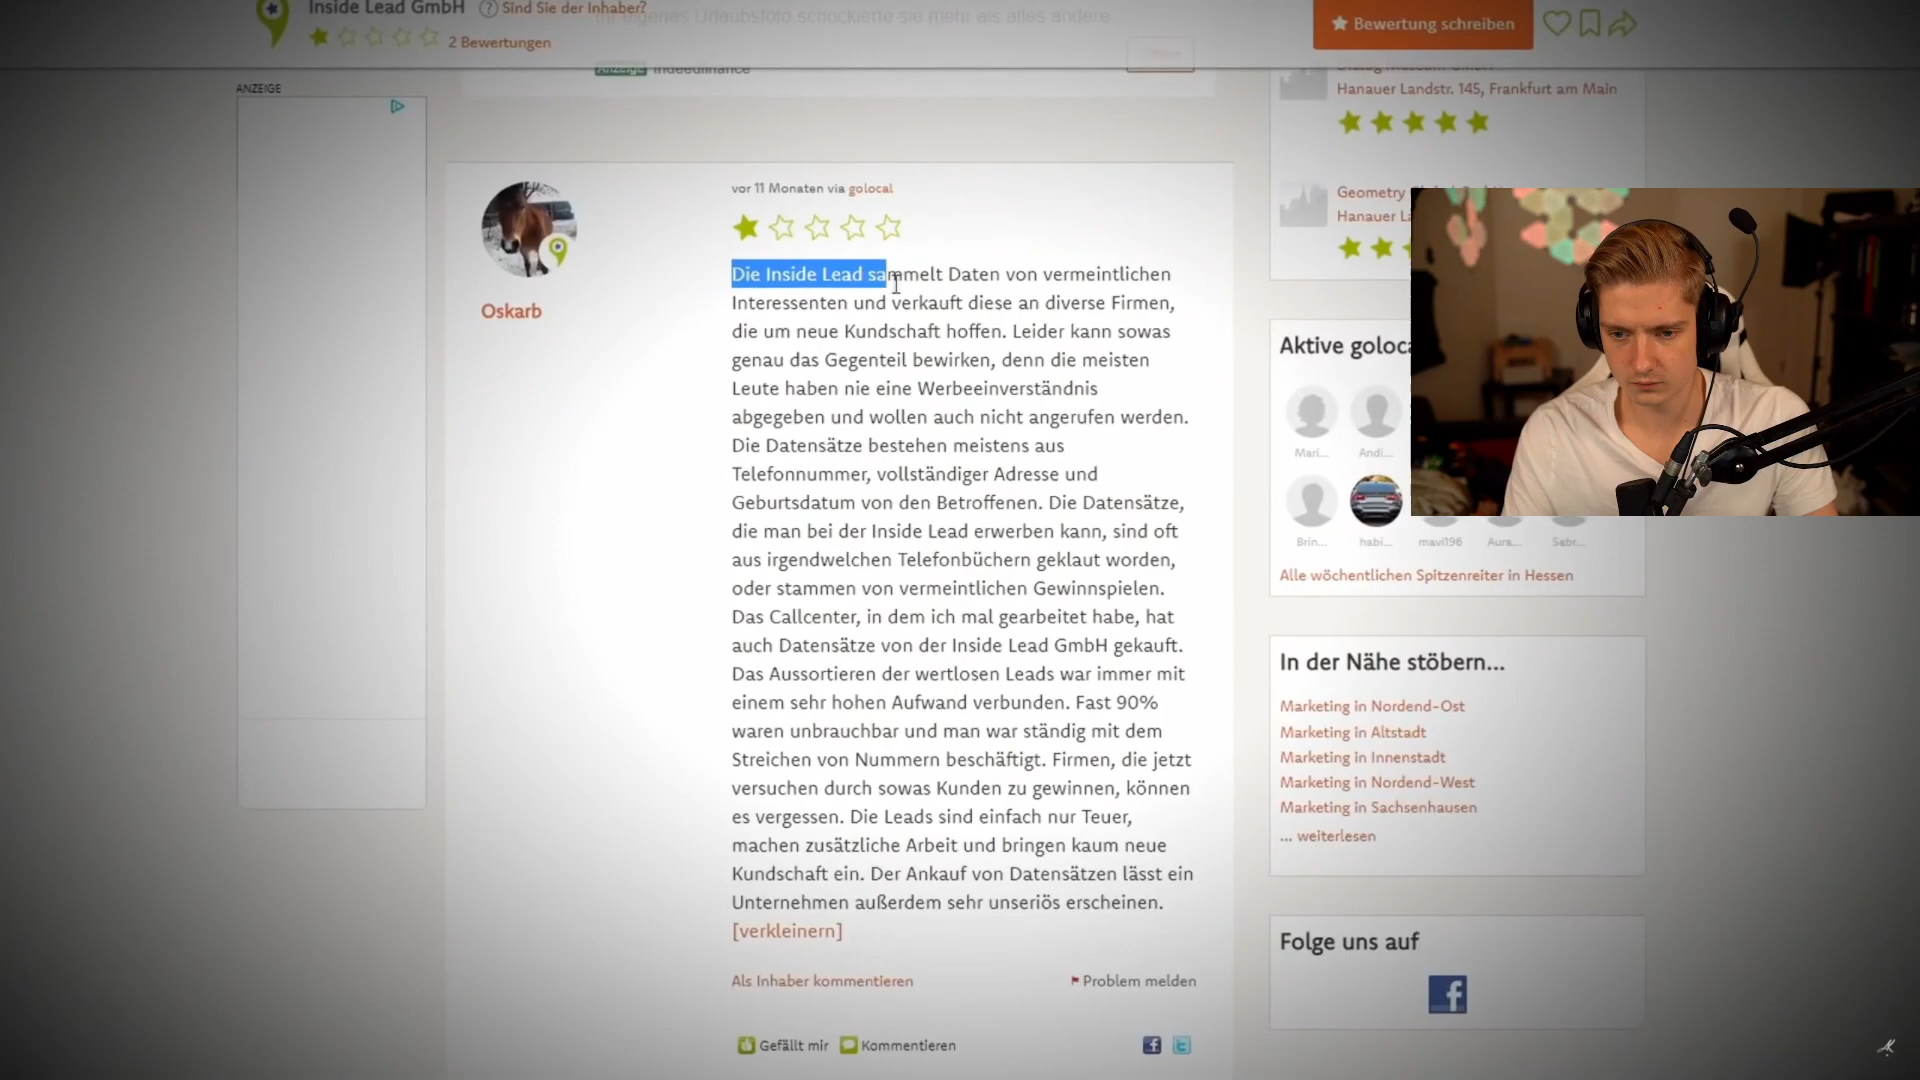 Inside Lead GmbH
Sind Sie der Inhaber?
2 Bewertungen
Ihr eigenes Urlaubsfoto schockierte sie mehr als alles andere
Anzeige
Bewertung schreiben
ANZEIGE
Hanauer Landstr. 145, Frankfurt am Main
Geometry
Hanauer
vor 11 Monaten via golocal
Oskarb
Die Inside Lead sammelt Daten von vermeintlichen
Interessenten und verkauft diese an diverse Firmen,
die um neue Kundschaft hoffen. Leider kann sowas
genau das Gegenteil bewirken, denn die meisten
Leute haben nie eine Werbeeinverständnis
abgegeben und wollen auch nicht angerufen werden.
Die Datensätze bestehen meistens aus
Telefonnummer, vollständiger Adresse und
Geburtsdatum von den Betroffenen. Die Datensätze,
die man bei der Inside Lead erwerben kann, sind oft
aus irgendwelchen Telefonbüchern geklaut worden,
oder stammen von vermeintlichen Gewinnspielen.
Das Callcenter, in dem ich mal gearbeitet habe, hat
auch Datensätze von der Inside Lead GmbH gekauft.
Das Aussortieren der wertlosen Leads war immer mit
einem sehr hohen Aufwand verbunden. Fast 90%
waren unbrauchbar und man war ständig mit dem
Streichen von Nummern beschäftigt. Firmen, die jetzt
versuchen durch sowas Kunden zu gewinnen, können
es vergessen. Die Leads sind einfach nur Teuer,
machen zusätzliche Arbeit und bringen kaum neue
Kundschaft ein. Der Ankauf von Datensätzen lässt ein
Unternehmen außerdem sehr unseriös erscheinen.
[verkleinern]
Als Inhaber kommentieren
Problem melden
Gefällt mir
Kommentieren
Aktive goloca
Mari...
Andi...
Brin...
habi...
mavi196
Aura...
Sabr...
Alle wöchentlichen Spitzenreiter in Hessen
In der Nähe stöbern...
Marketing in Nordend-Ost
Marketing in Altstadt
Marketing in Innenstadt
Marketing in Nordend-West
Marketing in Sachsenhausen
... weiterlesen
Folge uns auf